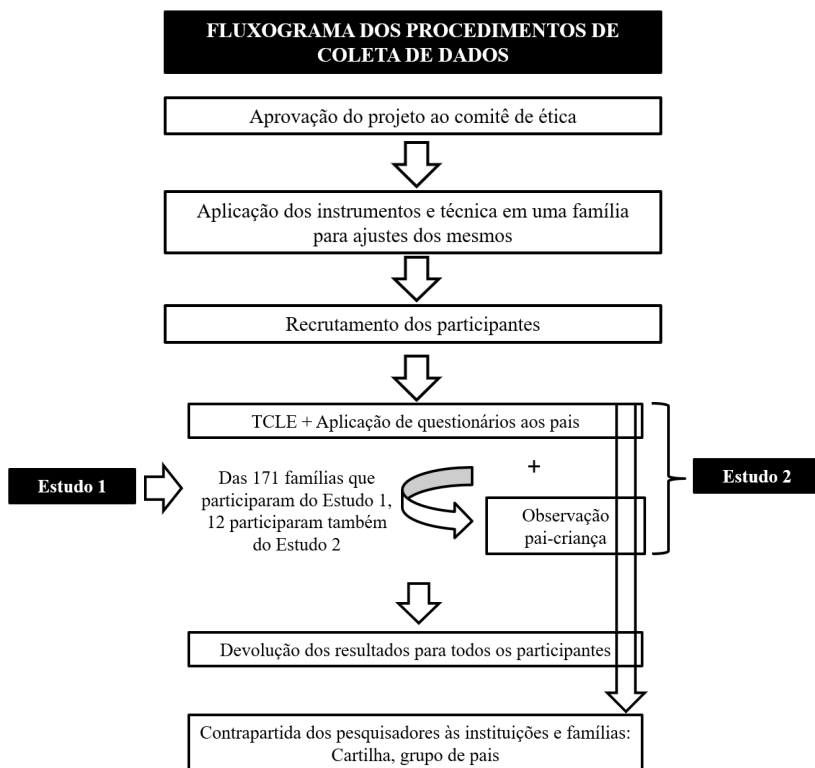 FLUXOGRAMA DOS PROCEDIMENTOS DE
COLETA DE DADOS
Aprovação do projeto ao comitê de ética
Aplicação dos instrumentos e técnica em uma família
para ajustes dos mesmos
Recrutamento dos participantes
TCLE + Aplicação de questionários aos pais
Estudo 1
Das 171 famílias que
participaram do Estudo 1,
12 participaram também
do Estudo 2
+
Observação
pai-criança
Estudo 2
Devolução dos resultados para todos os participantes
Contrapartida dos pesquisadores às instituições e famílias:
Cartilha, grupo de pais